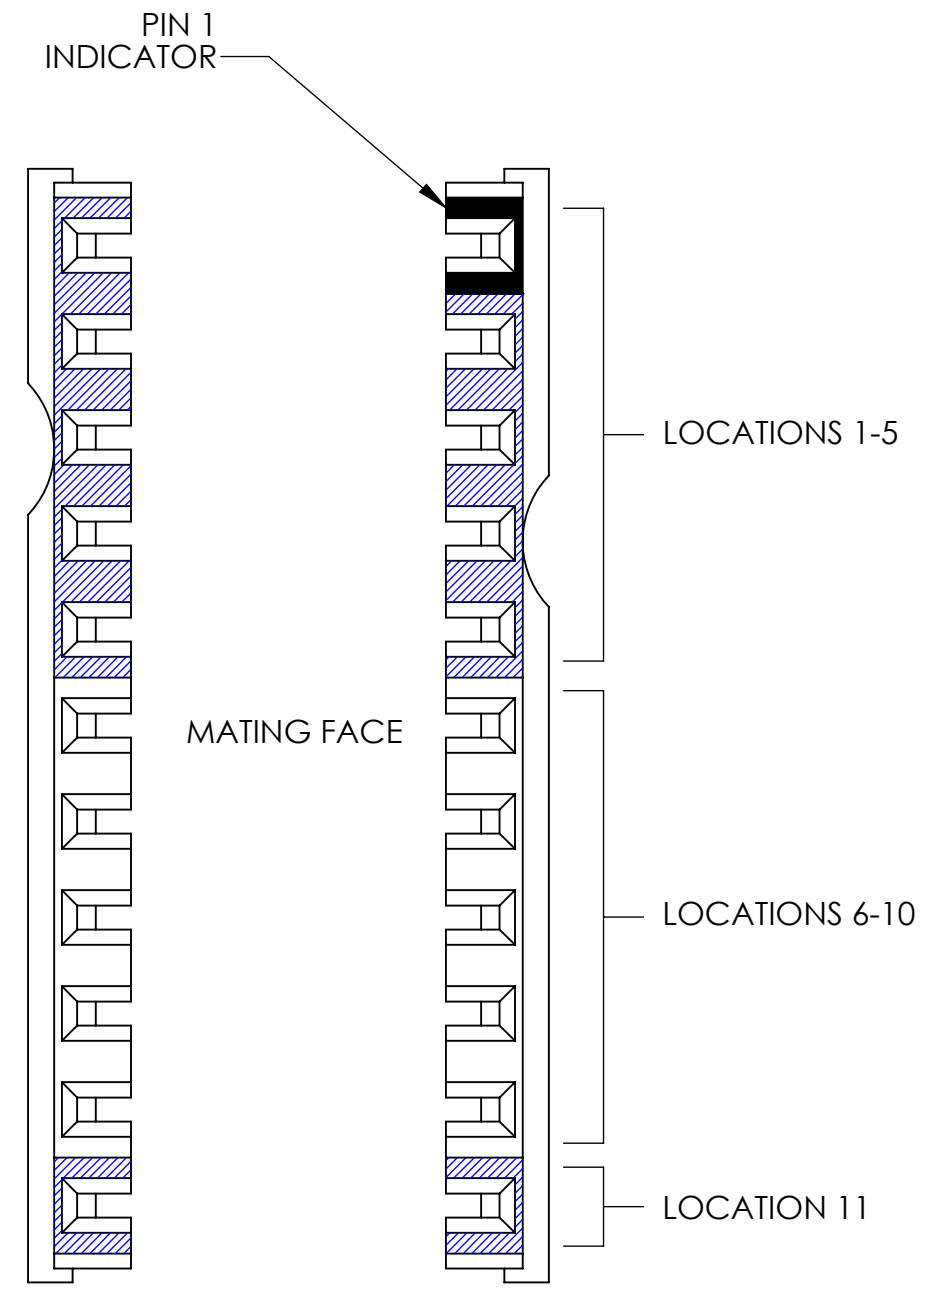 PIN 1
INDICATOR
LOCATIONS 1-5
MATING FACE
LOCATIONS 6-10
LOCATION 11